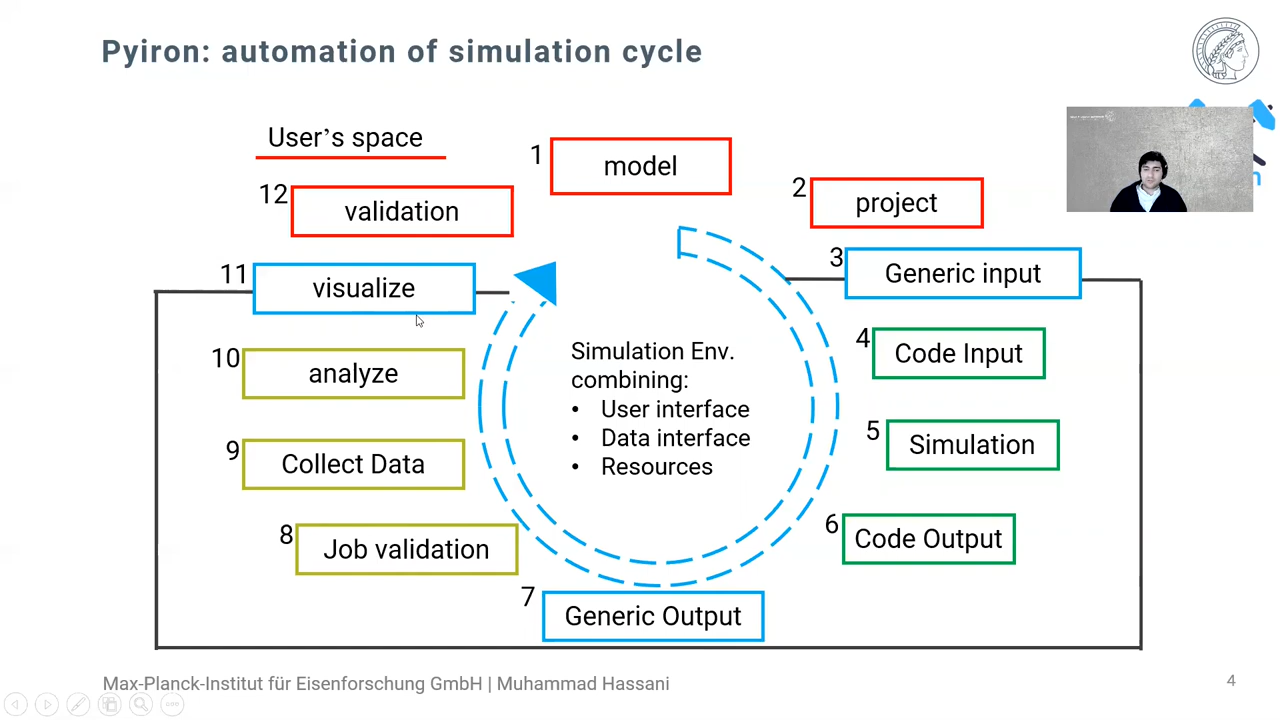 Pyiron: automation of simulation cycle
User's space
1
model
2
project
3
Generic input
4
Code Input
5
Simulation
6
Code Output
7
Generic Output
8
Job validation
9
Collect Data
10
analyze
11
visualize
12
validation
Simulation Env.
combining:
• User interface
• Data interface
• Resources
Max-Planck-Institut für Eisenforschung GmbH | Muhammad Hassani
4